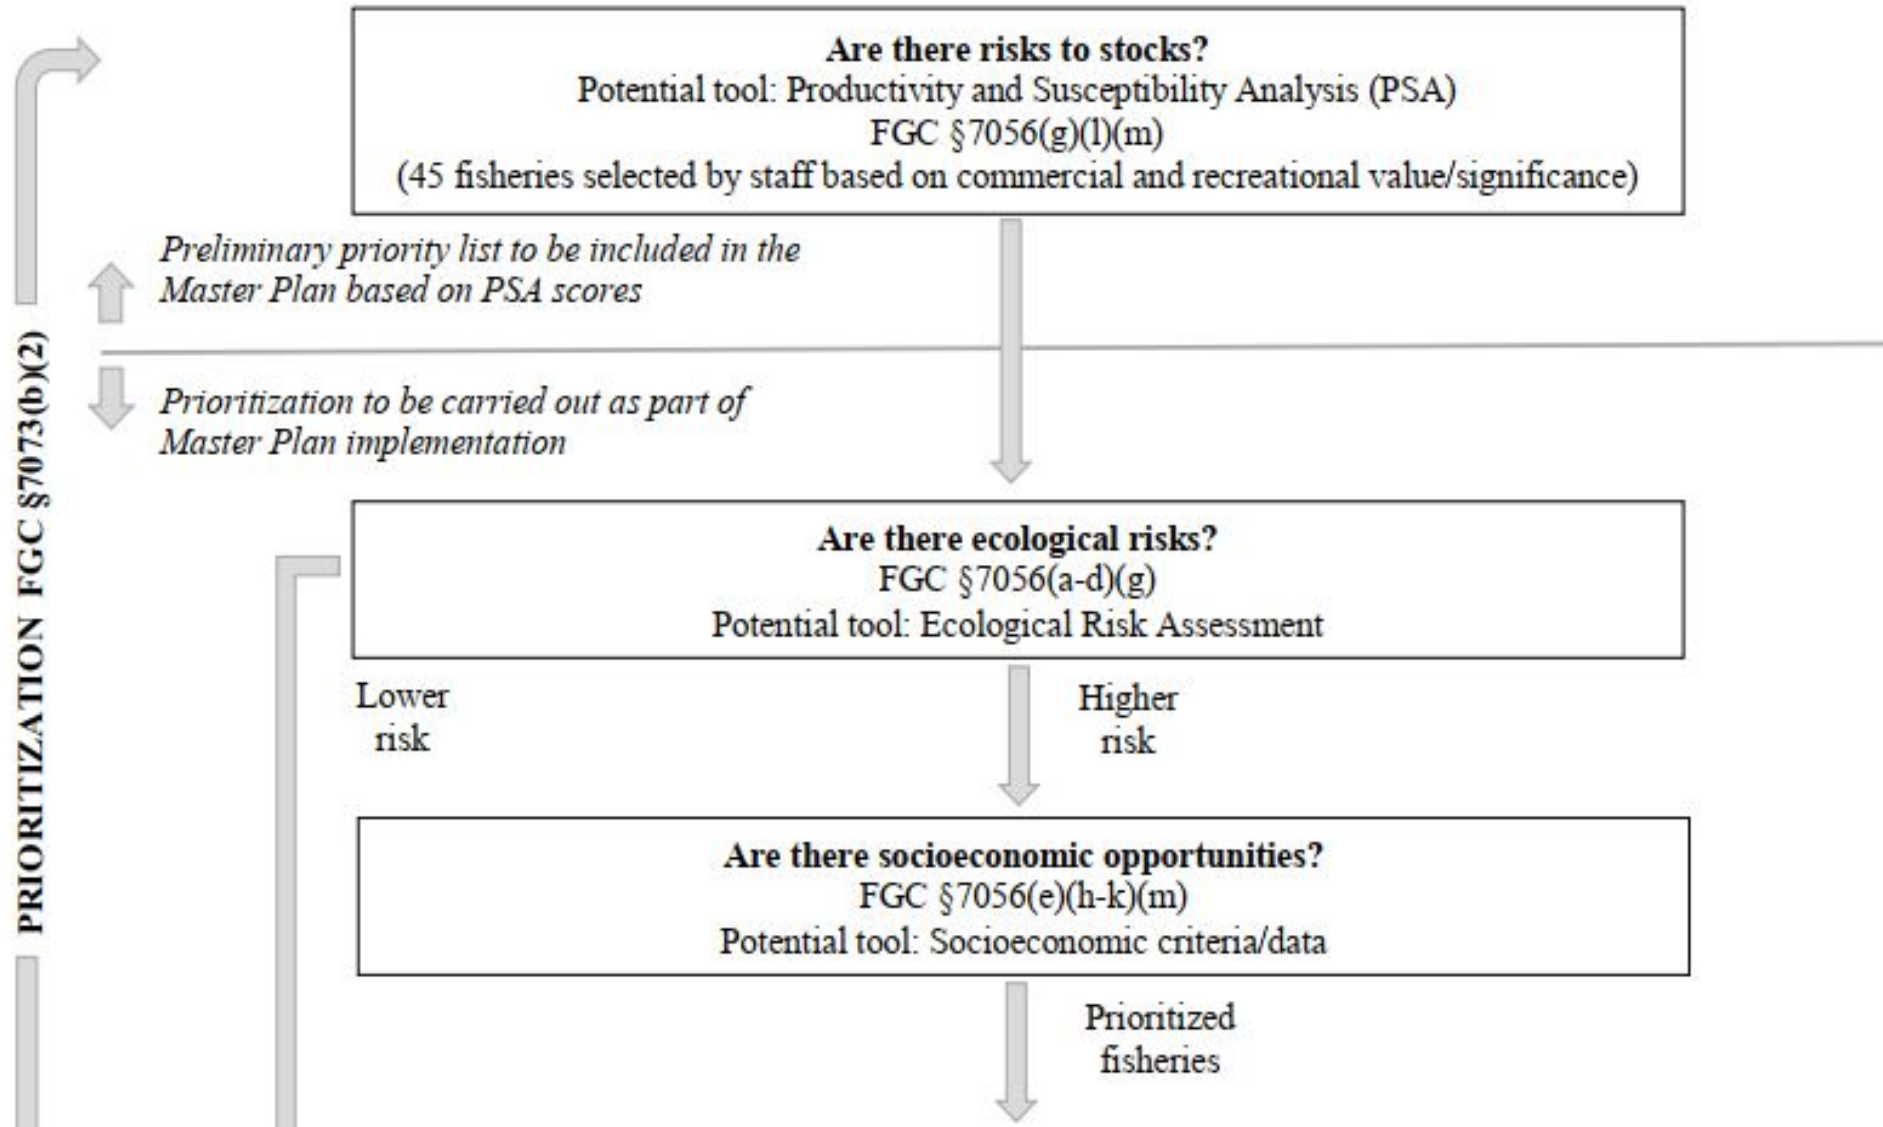 Are there risks to stocks?
Potential tool: Productivity and Susceptibility Analysis (PSA)
FGC §7056(g)(l)(m)
(45 fisheries selected by staff based on commercial and recreational value/significance)
Preliminary priority list to be included in the
Master Plan based on PSA scores
PRIORITIZATION FGC §7073(b)(2)
Prioritization to be carried out as part of
Master Plan implementation
Are there ecological risks?
FGC §7056(a-d)(g)
Potential tool: Ecological Risk Assessment
Lower
risk
Higher
risk
Are there socioeconomic opportunities?
FGC §7056(e)(h-k)(m)
Potential tool: Socioeconomic criteria/data
Prioritized
fisheries